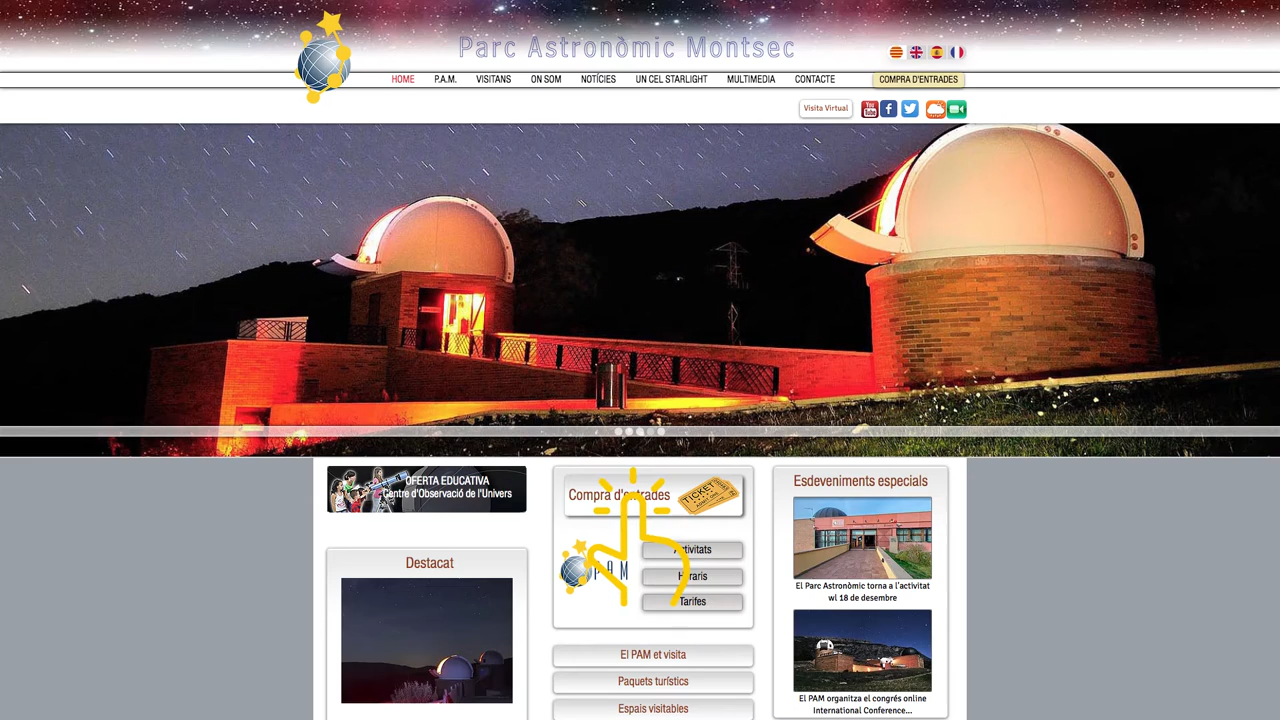 Parc Astronòmic Montsec
HOME P.A.M. VISITANS ON SOM NOTÍCIES UN CEL STARLIGHT MULTIMEDIA CONTACTE COMPRA D'ENTRADES
Visita Virtual
You
Tube
OFERTA EDUCATIVA
Centre d'Observació de l'Univers
Destacat
Compra d'entrades
TICKET
Activitats
PAM
Horaris
Tarifes
El PAM et visita
Paquets turístics
Espais visitables
Esdeveniments especials
El Parc Astronòmic torna a l'activitat
wl 18 de desembre
El PAM organitza el congrés online
International Conference...